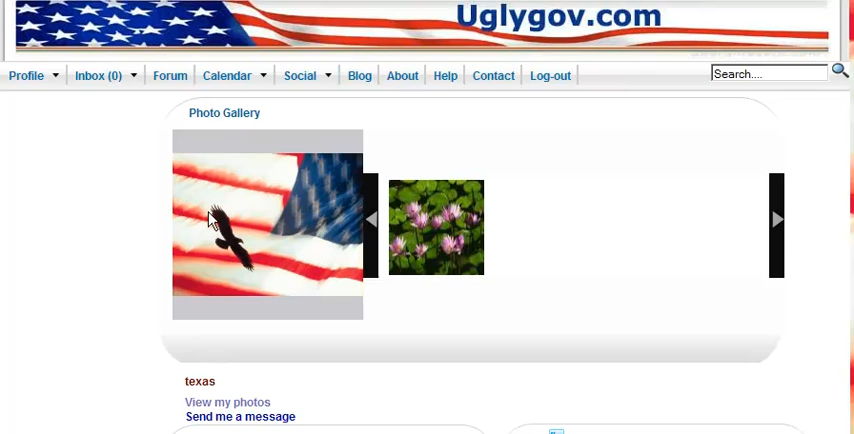 Uglygov.com
Profile Inbox (0) Forum Calendar Social Blog About Help Contact Log-out Search....
Photo Gallery
texas
View my photos
Send me a message